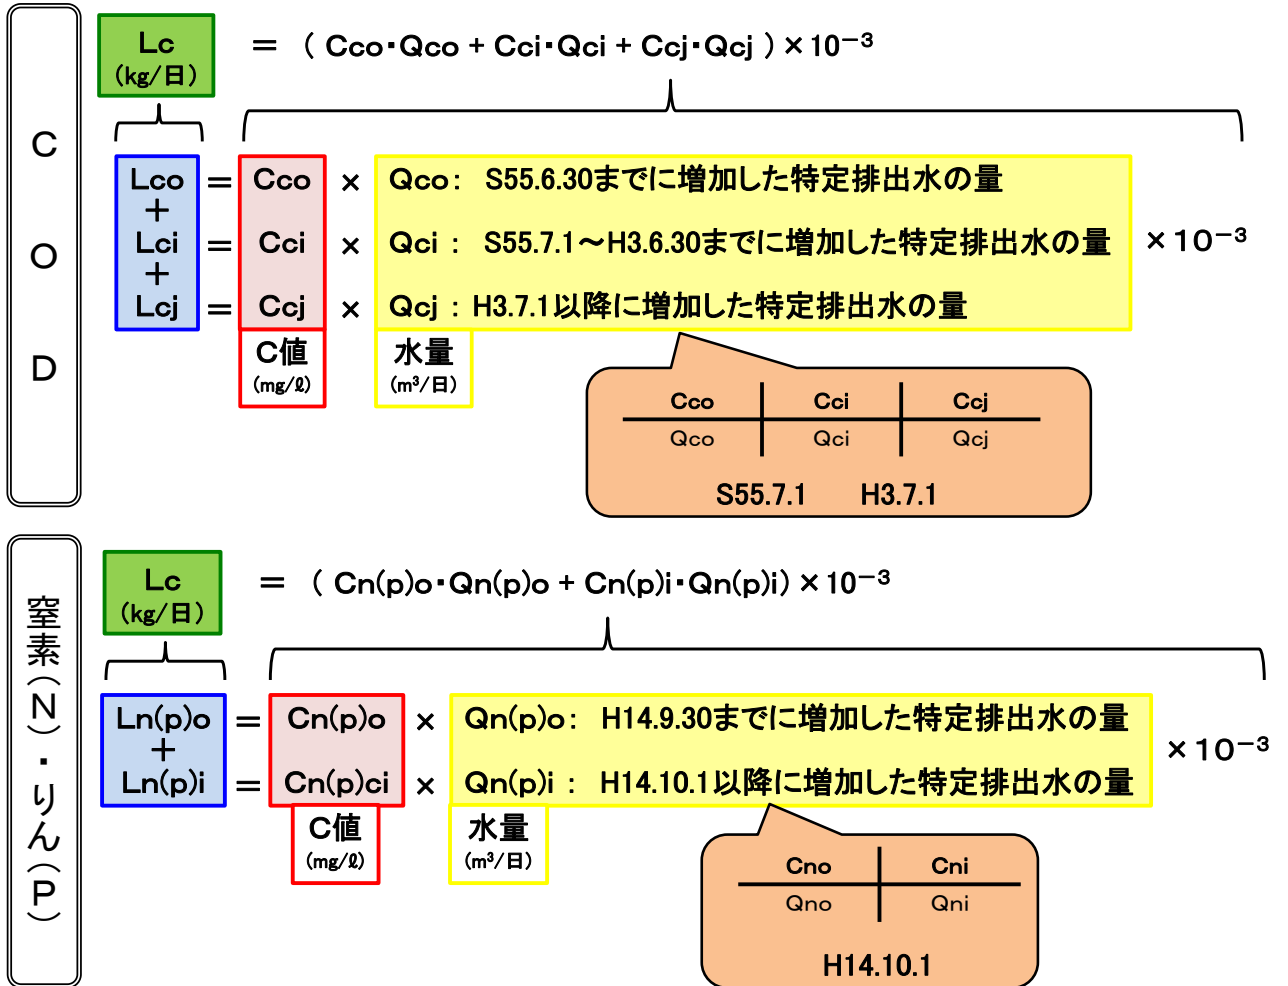 COD
Lc = ( Cco・Qco + Cci・Qci + Ccj・Qcj ) × 10⁻³
(kg/日)
Lco = Cco × Qco: S55.6.30までに増加した特定排出水の量
+
Lci = Cci × Qci : S55.7.1～H3.6.30までに増加した特定排出水の量 ×10⁻³
+
Lcj = Ccj × Qcj : H3.7.1以降に増加した特定排出水の量
C値 水量
(mg/ℓ) (m³/日)
Cco Cci Ccj
Qco Qci Qcj
S55.7.1 H3.7.1
窒素(N)・りん(P)
Lc = ( Cn(p)o・Qn(p)o + Cn(p)i・Qn(p)i) × 10⁻³
(kg/日)
Ln(p)o = Cn(p)o × Qn(p)o: H14.9.30までに増加した特定排出水の量
+ ×10⁻³
Ln(p)i = Cn(p)ci × Qn(p)i : H14.10.1以降に増加した特定排出水の量
C値 水量
(mg/ℓ) (m³/日)
Cno Cni
Qno Qni
H14.10.1